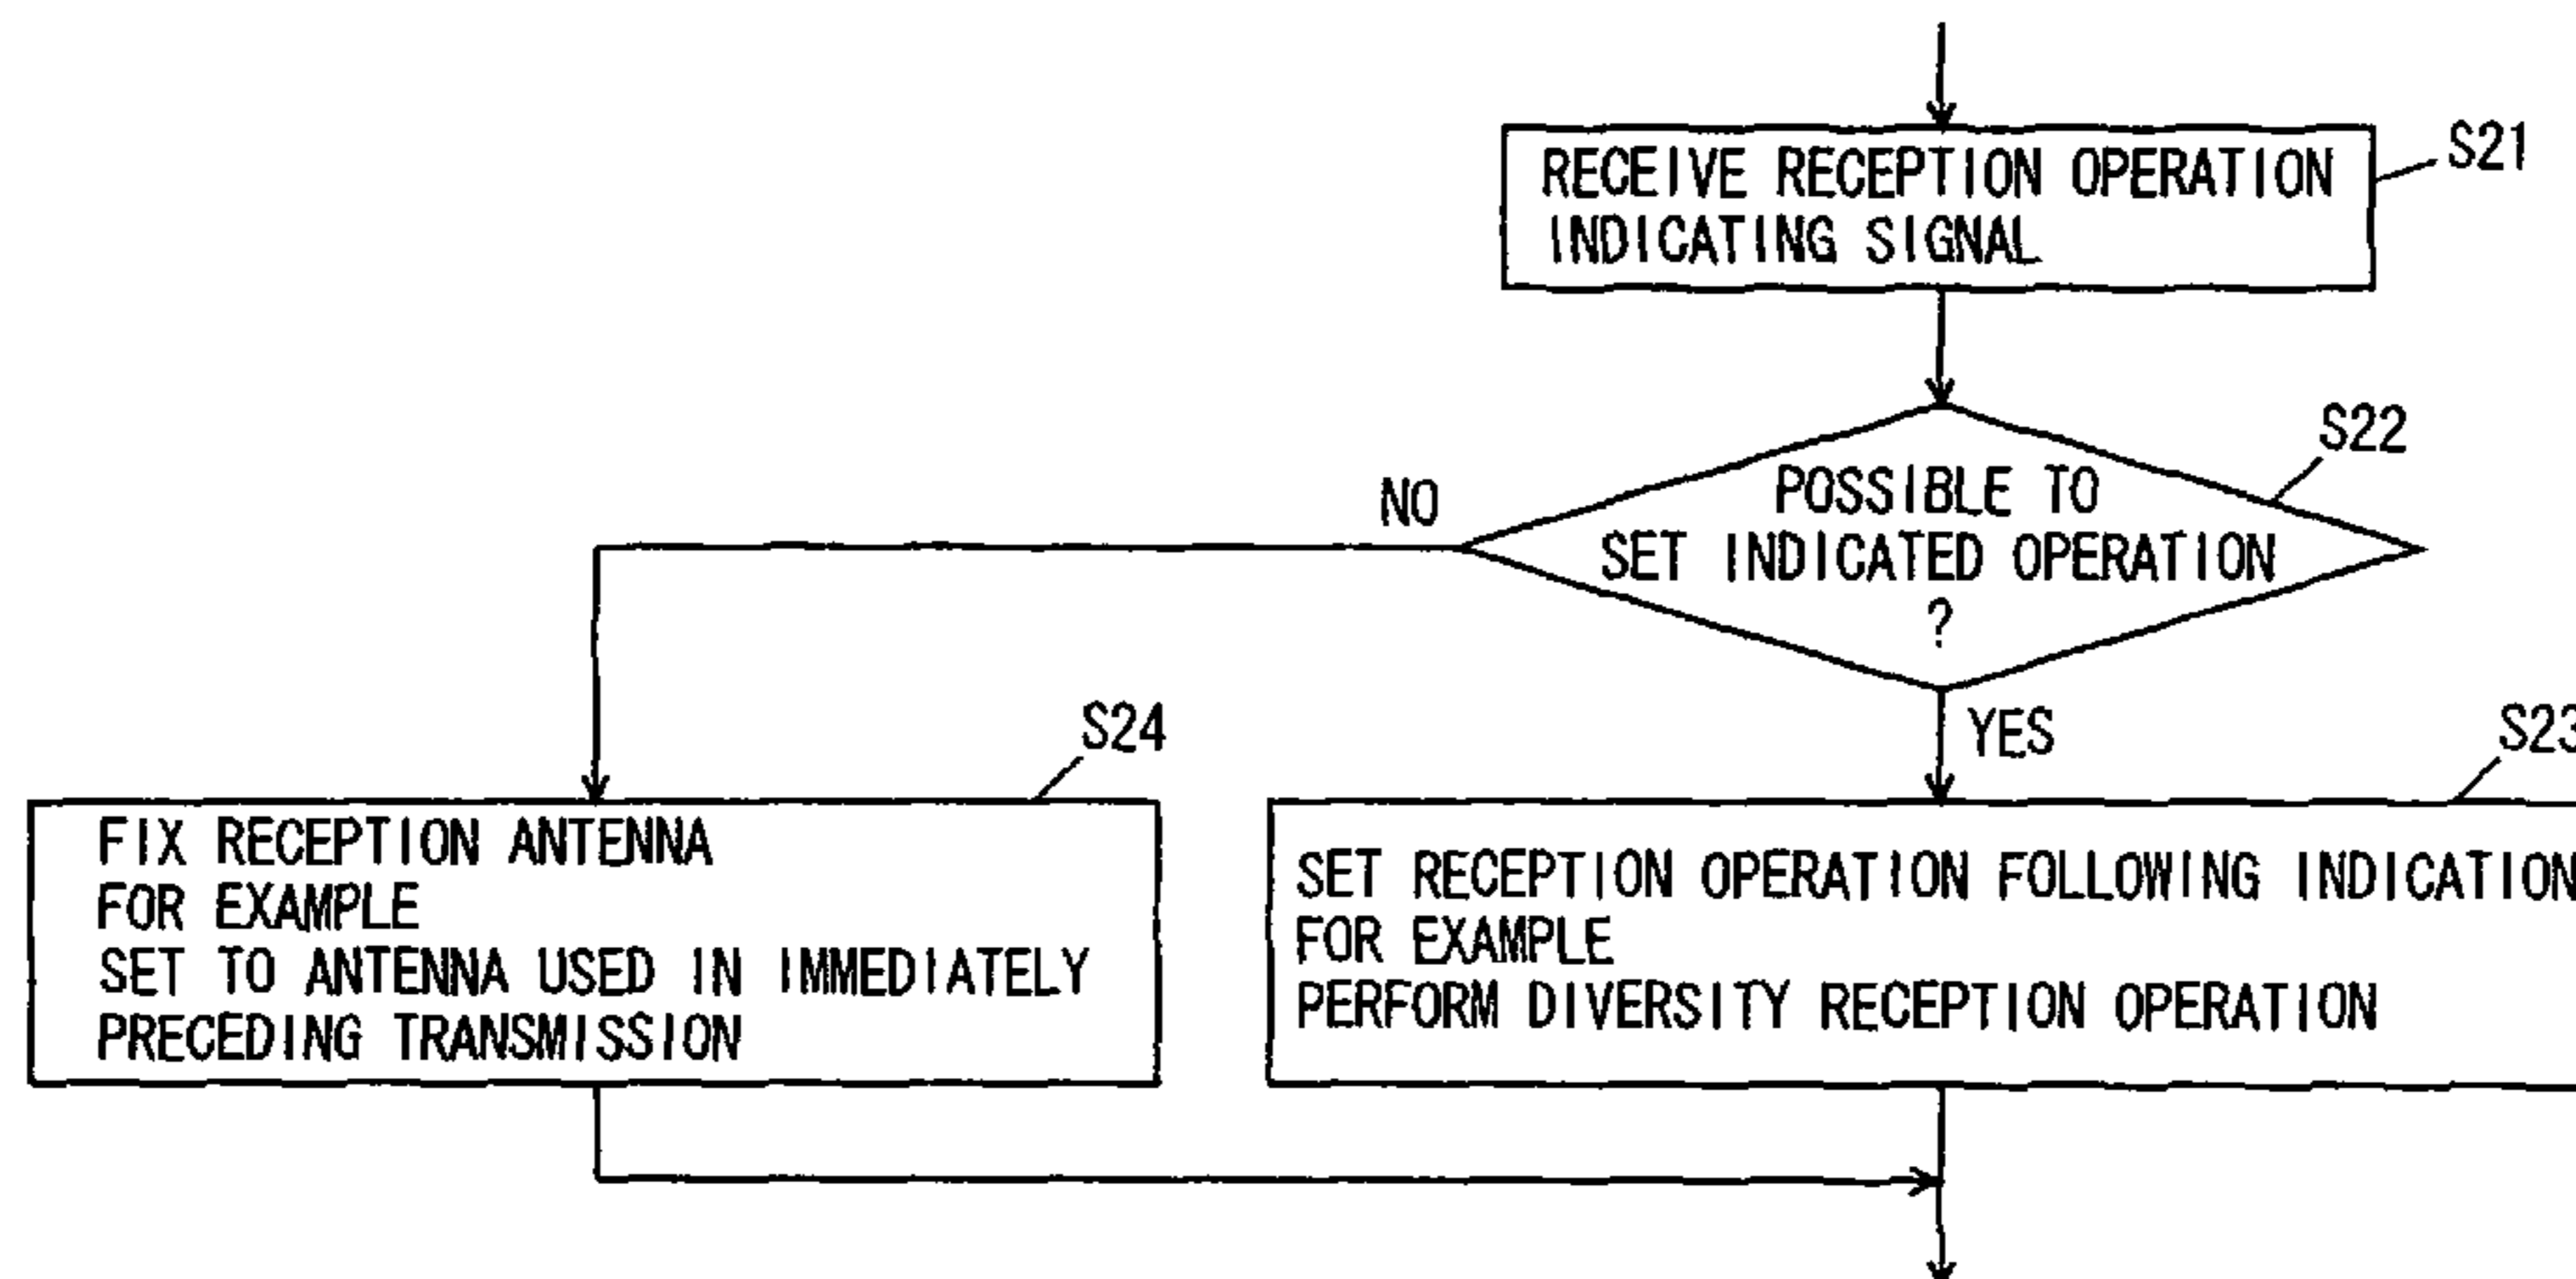 RECEIVE RECEPTION OPERATION
INDICATING SIGNAL
S21
POSSIBLE TO
SET INDICATED OPERATION
?
S22
NO
YES
S24
FIX RECEPTION ANTENNA
FOR EXAMPLE
SET TO ANTENNA USED IN IMMEDIATELY
PRECEDING TRANSMISSION
S23
SET RECEPTION OPERATION FOLLOWING INDICATION
FOR EXAMPLE
PERFORM DIVERSITY RECEPTION OPERATION